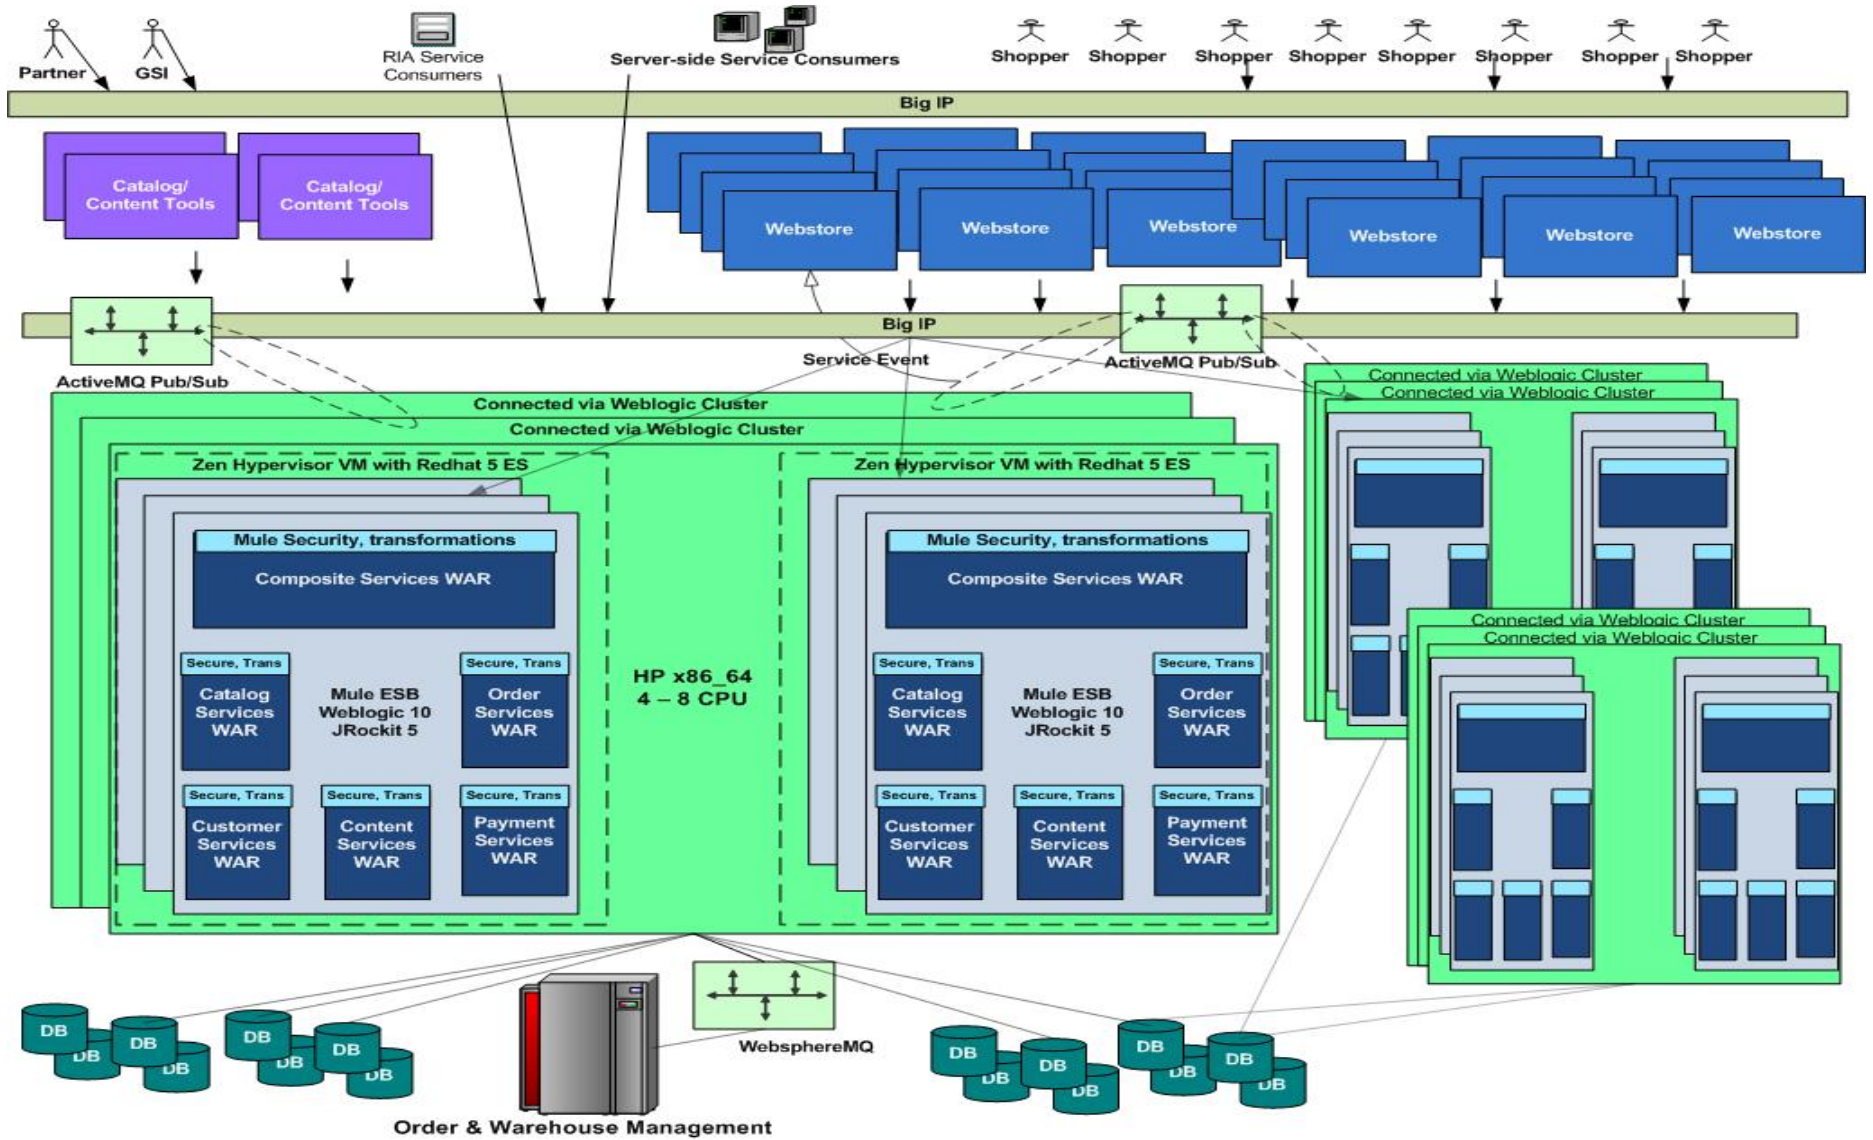 Partner
GSI
RIA Service
Consumers
Server-side Service Consumers
Shopper
Shopper
Shopper
Shopper
Shopper
Shopper
Shopper
Shopper
Big IP
Catalog/
Content Tools
Catalog/
Content Tools
Webstore
Webstore
Webstore
Webstore
Webstore
Webstore
Big IP
Service Event
ActiveMQ Pub/Sub
ActiveMQ Pub/Sub
Connected via Weblogic Cluster
Connected via Weblogic Cluster
Connected via Weblogic Cluster
Connected via Weblogic Cluster
Zen Hypervisor VM with Redhat 5 ES
Zen Hypervisor VM with Redhat 5 ES
Mule Security, transformations
Composite Services WAR
Mule Security, transformations
Composite Services WAR
Connected via Weblogic Cluster
Connected via Weblogic Cluster
Secure, Trans
Catalog
Services
WAR
Mule ESB
Weblogic 10
JRockit 5
Secure, Trans
Order
Services
WAR
HP x86_64
4 – 8 CPU
Secure, Trans
Catalog
Services
WAR
Mule ESB
Weblogic 10
JRockit 5
Secure, Trans
Order
Services
WAR
Secure, Trans
Customer
Services
WAR
Secure, Trans
Content
Services
WAR
Secure, Trans
Payment
Services
WAR
Secure, Trans
Customer
Services
WAR
Secure, Trans
Content
Services
WAR
Secure, Trans
Payment
Services
WAR
DB
DB
DB
DB
DB
DB
DB
DB
WebsphereMQ
DB
DB
DB
DB
DB
DB
DB
DB
Order & Warehouse Management